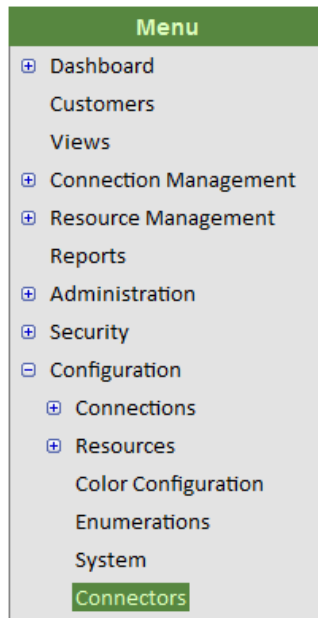 Menu
Dashboard
Customers
Views
Connection Management
Resource Management
Reports
Administration
Security
Configuration
Connections
Resources
Color Configuration
Enumerations
System
Connectors